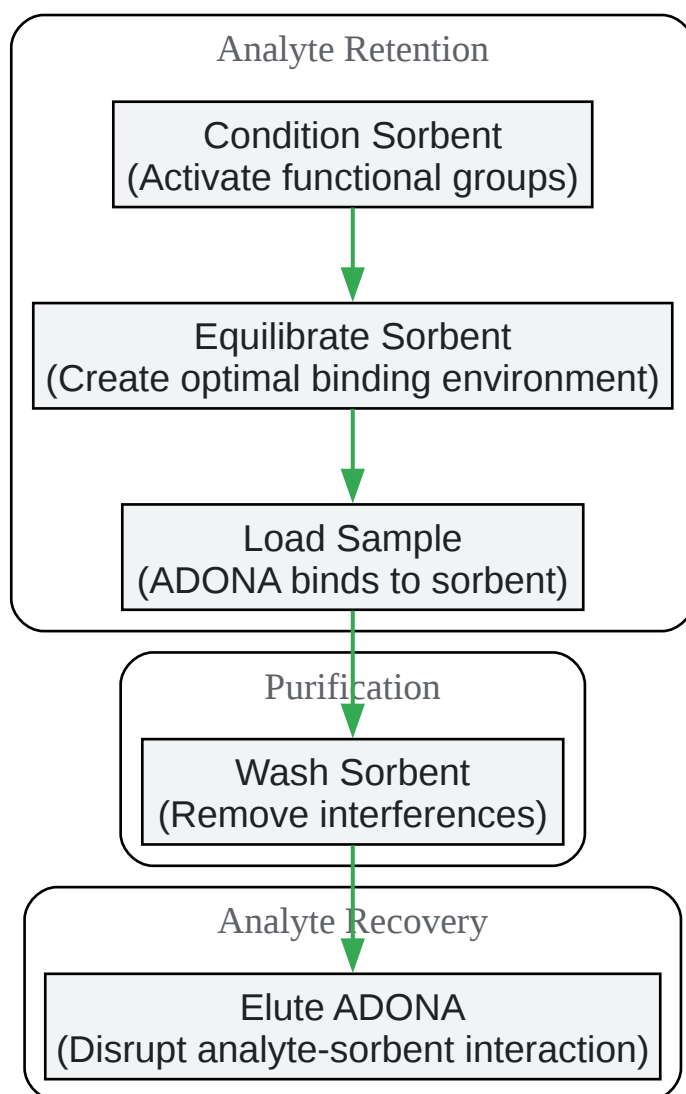 Analyte Retention
Condition Sorbent
(Activate functional groups)
Equilibrate Sorbent
(Create optimal binding environment)
Load Sample
(ADONA binds to sorbent)
Purification
Wash Sorbent
(Remove interferences)
Analyte Recovery
Elute ADONA
(Disrupt analyte-sorbent interaction)